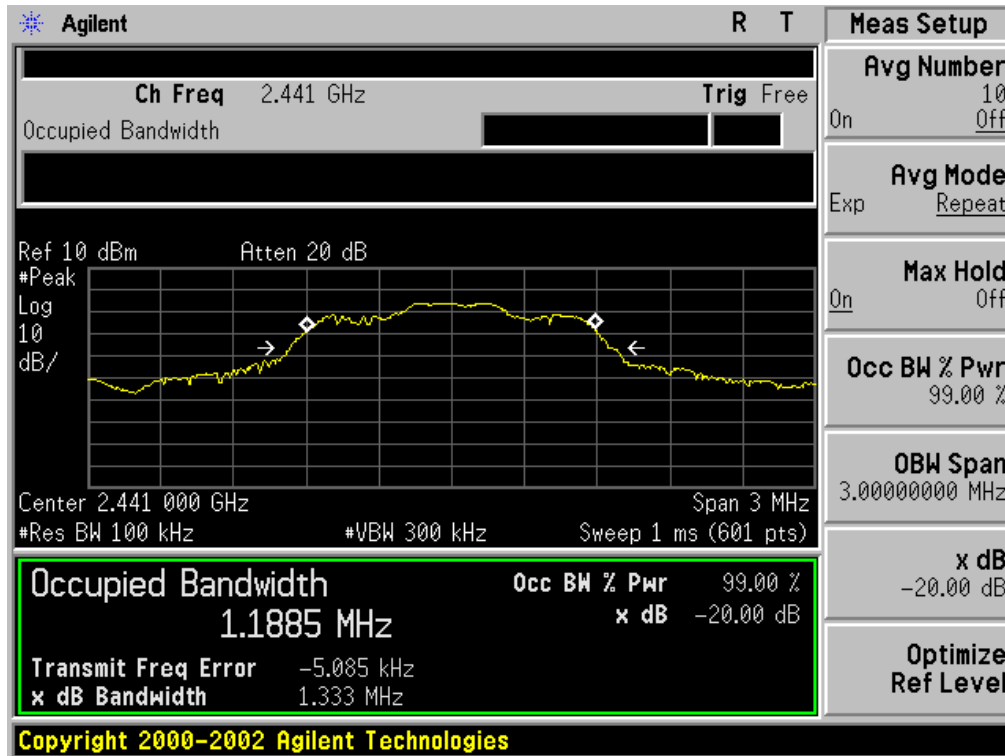 Agilent R T
Ch Freq 2.441 GHz Trig Free
Occupied Bandwidth
Ref 10 dBm Atten 20 dB
#Peak
Log
10
dB/
Center 2.441 000 GHz Span 3 MHz
#Res BW 100 kHz #VBW 300 kHz Sweep 1 ms (601 pts)
Occupied Bandwidth Occ BW % Pwr 99.00 %
1.1885 MHz x dB -20.00 dB
Transmit Freq Error -5.085 kHz
x dB Bandwidth 1.333 MHz
Copyright 2000-2002 Agilent Technologies
Meas Setup
Avg Number
10
On Off
Avg Mode
Exp Repeat
Max Hold
On Off
Occ BW % Pwr
99.00 %
OBW Span
3.00000000 MHz
x dB
-20.00 dB
Optimize
Ref Level